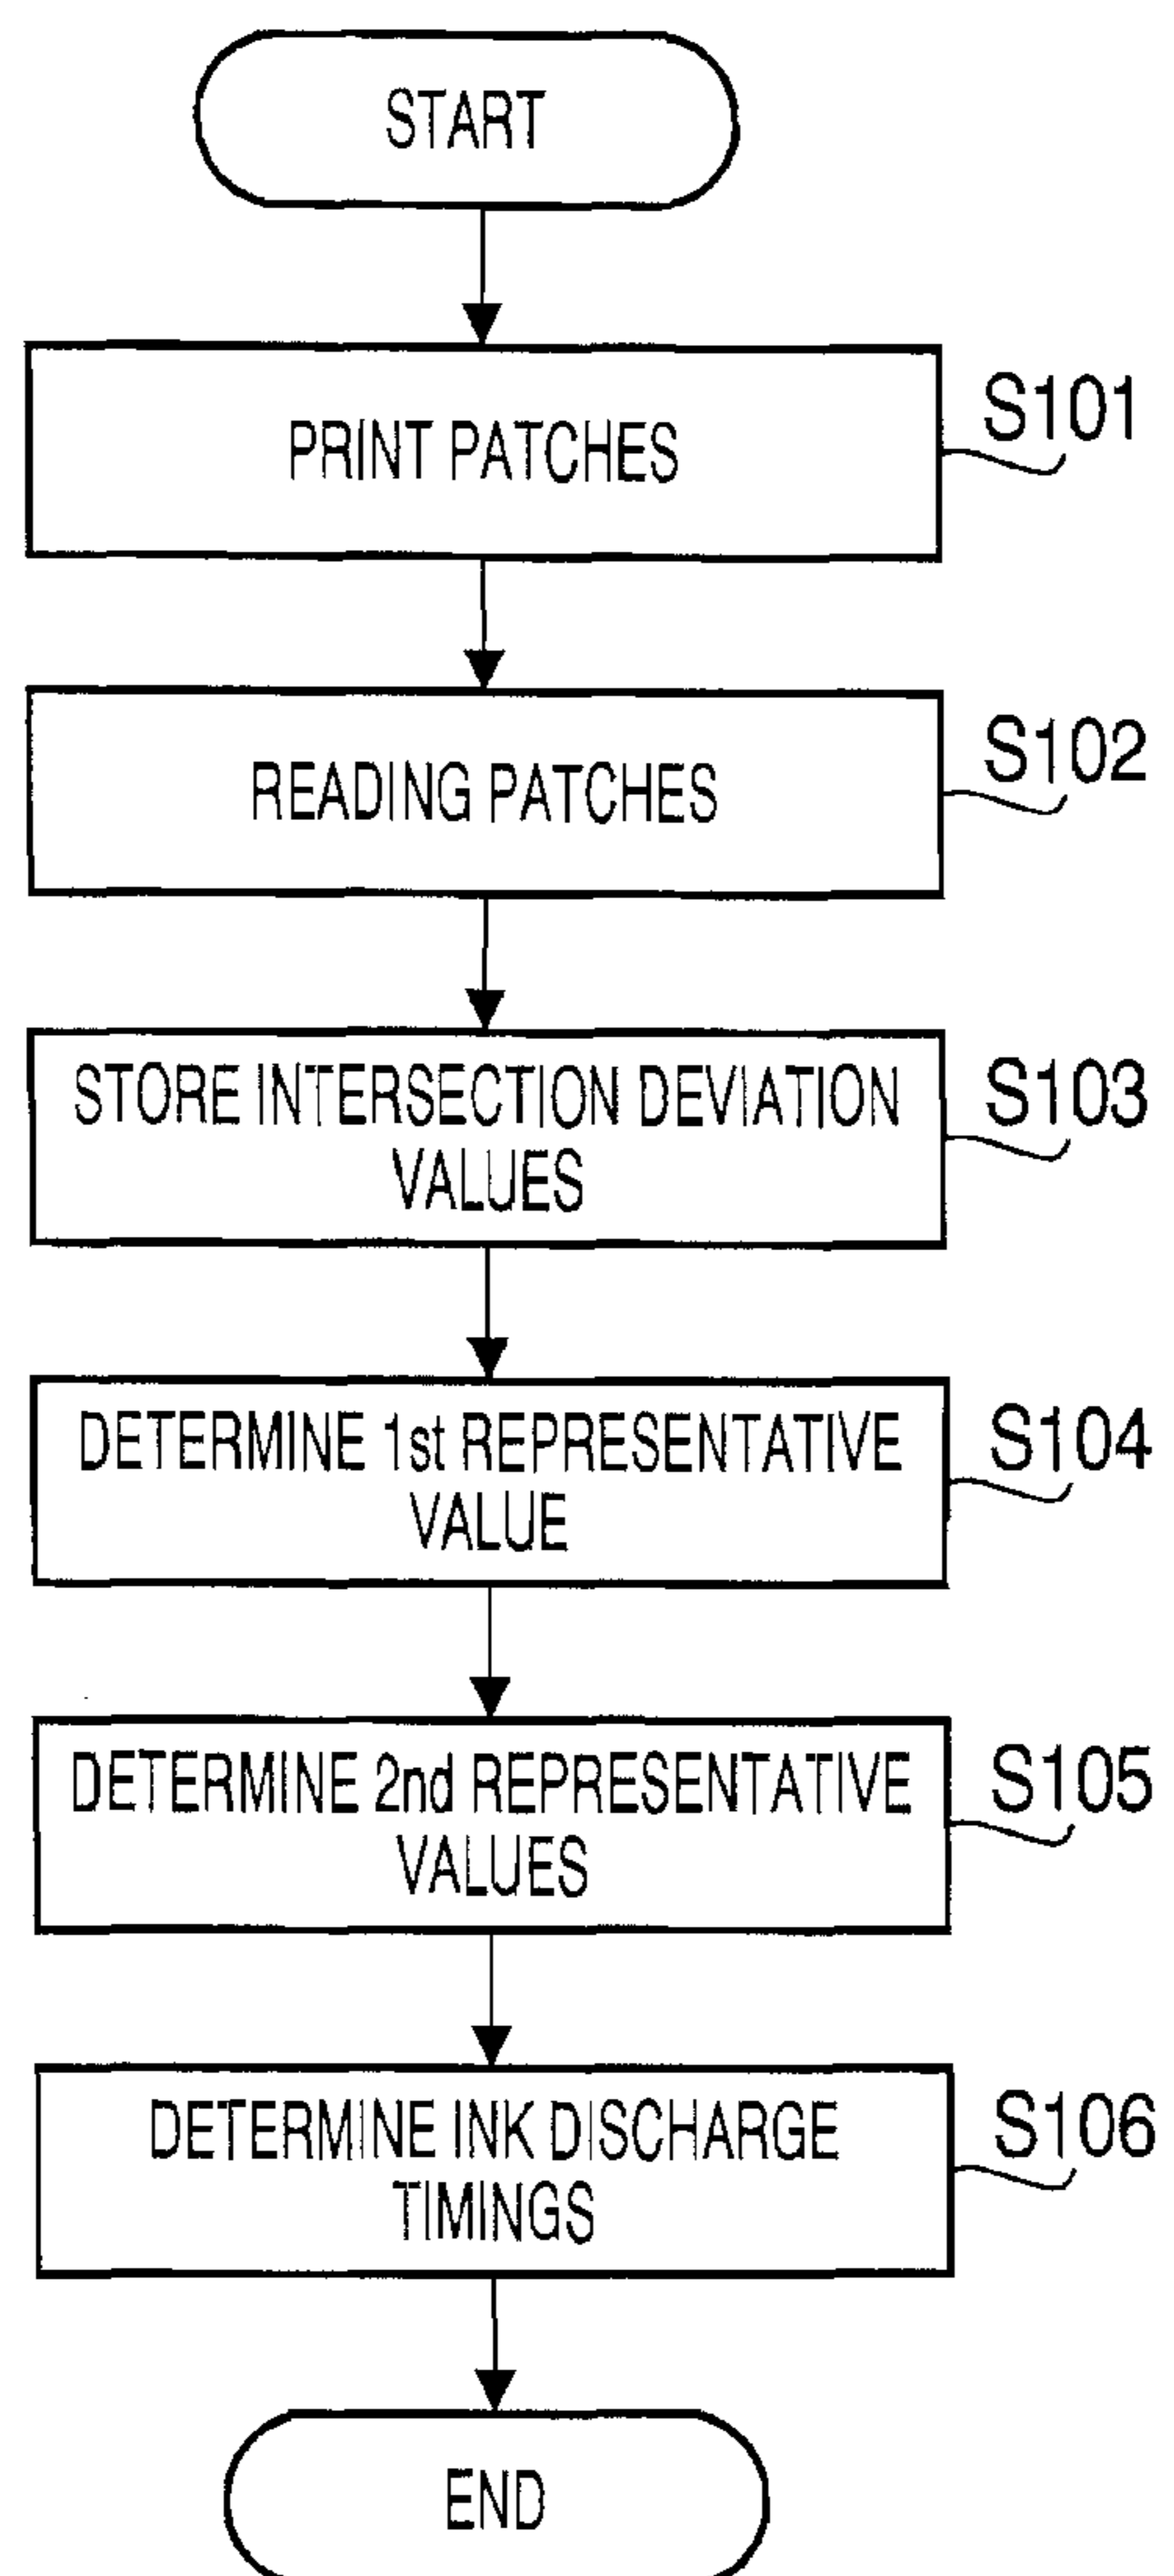 START
PRINT PATCHES
S101
READING PATCHES
S102
STORE INTERSECTION DEVIATION
VALUES
S103
DETERMINE 1st REPRESENTATIVE
VALUE
S104
DETERMINE 2nd REPRESENTATIVE
VALUES
S105
DETERMINE INK DISCHARGE
TIMINGS
S106
END